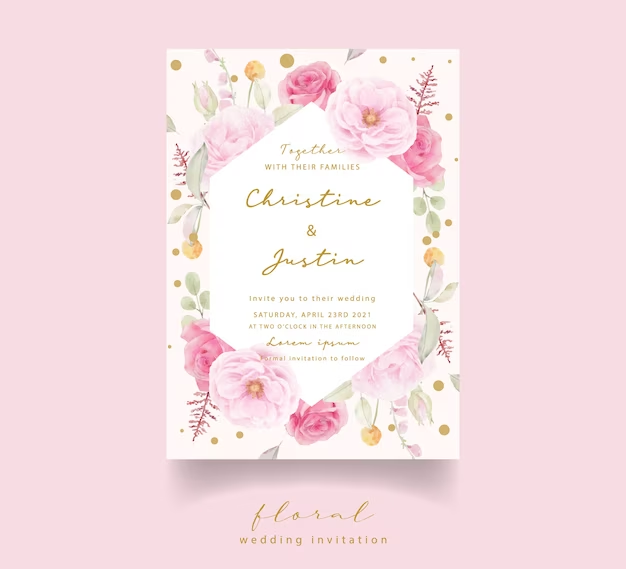 Together
WITH THEIR FAMILIES
Christine
&
Justin
Invite you to their wedding
SATURDAY, APRIL 23RD 2021
AT TWO O'CLOCK IN THE AFTERNOON
Lorem ipsum
formal invitation to follow
floral
wedding invitation